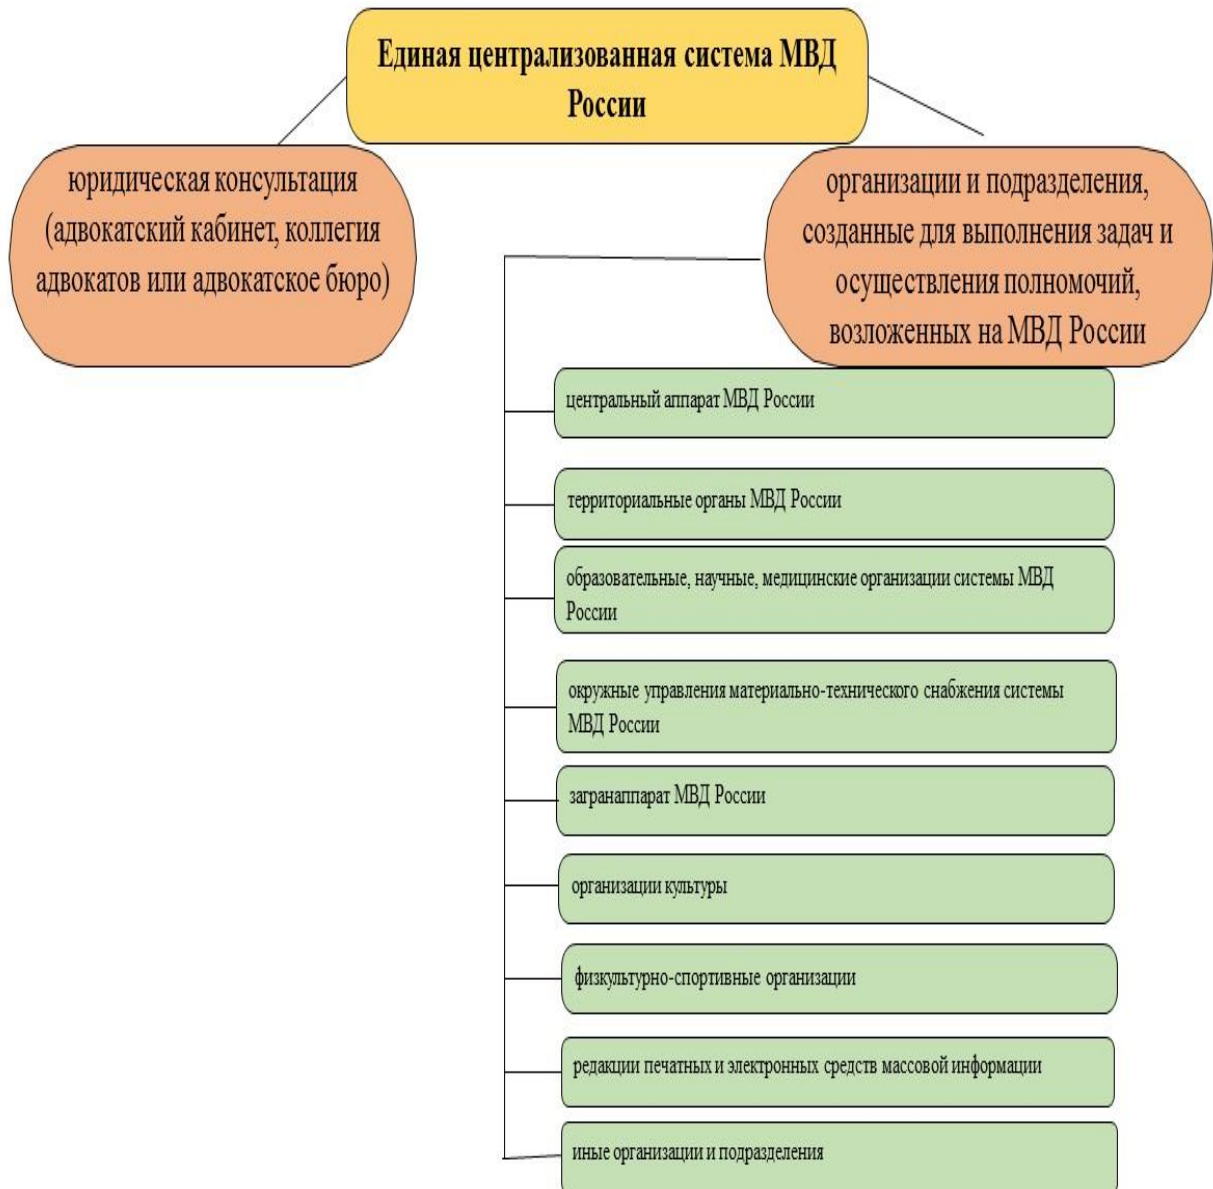 Единая централизованная система МВД
России
юридическая консультация
(адвокатский кабинет, коллегия
адвокатов или адвокатское бюро)
организации и подразделения,
созданные для выполнения задач и
осуществления полномочий,
возложенных на МВД России
центральный аппарат МВД России
территориальные органы МВД России
образовательные, научные, медицинские организации системы МВД
России
окружные управления материально-технического снабжения системы
МВД России
загранаппарат МВД России
организации культуры
физкультурно-спортивные организации
редакции печатных и электронных средств массовой информации
иные организации и подразделения